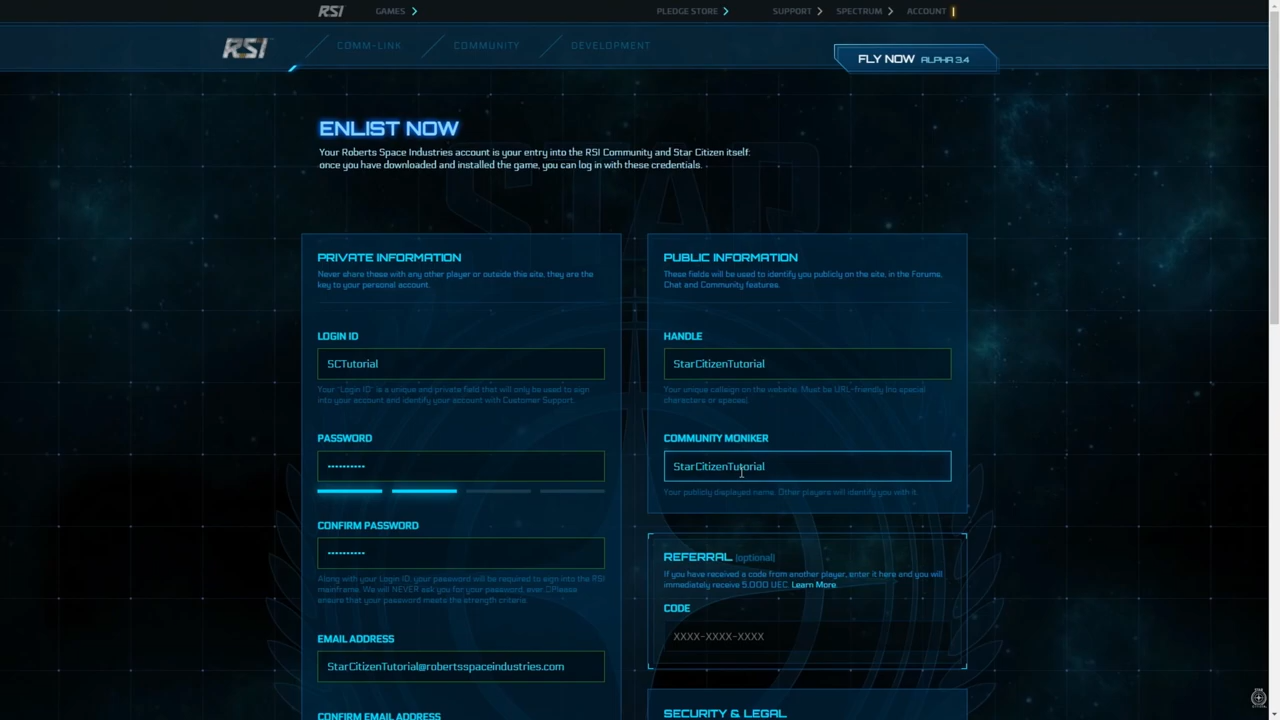 RSI GAMES PLEDGE STORE SUPPORT SPECTRUM ACCOUNT
RSI COMM-LINK COMMUNITY DEVELOPMENT FLY NOW ALPHA 3.4
ENLIST NOW
Your Roberts Space Industries account is your entry into the RSI Community and Star Citizen itself:
once you have downloaded and installed the game, you can log in with these credentials.
PRIVATE INFORMATION
Never share these with any other player or outside this site, they are the
key to your personal account.
LOGIN ID
SCTutorial
Your "Login ID" is a unique and private field that will only be used to sign
into your account and identify your account with Customer Support.
PASSWORD
••••••••••
CONFIRM PASSWORD
••••••••••
Along with your Login ID, your password will be required to sign into the RSI
mainframe. We will NEVER ask you for your password, ever. Please
ensure that your password meets the strength criteria.
EMAIL ADDRESS
StarCitizenTutorial@robertsspaceindustries.com
CONFIRM EMAIL ADDRESS
PUBLIC INFORMATION
These fields will be used to identify you publicly on the site, in the Forums,
Chat and Community features.
HANDLE
StarCitizenTutorial
Your unique callsign on the website. Must be URL-friendly (no special
characters or spaces).
COMMUNITY MONIKER
StarCitizenTutorial
Your publicly displayed name. Other players will identify you with it.
REFERRAL (optional)
If you have received a code from another player, enter it here and you will
immediately receive 5.000 UEC. Learn More.
CODE
XXXX-XXXX-XXXX
SECURITY & LEGAL
STAR